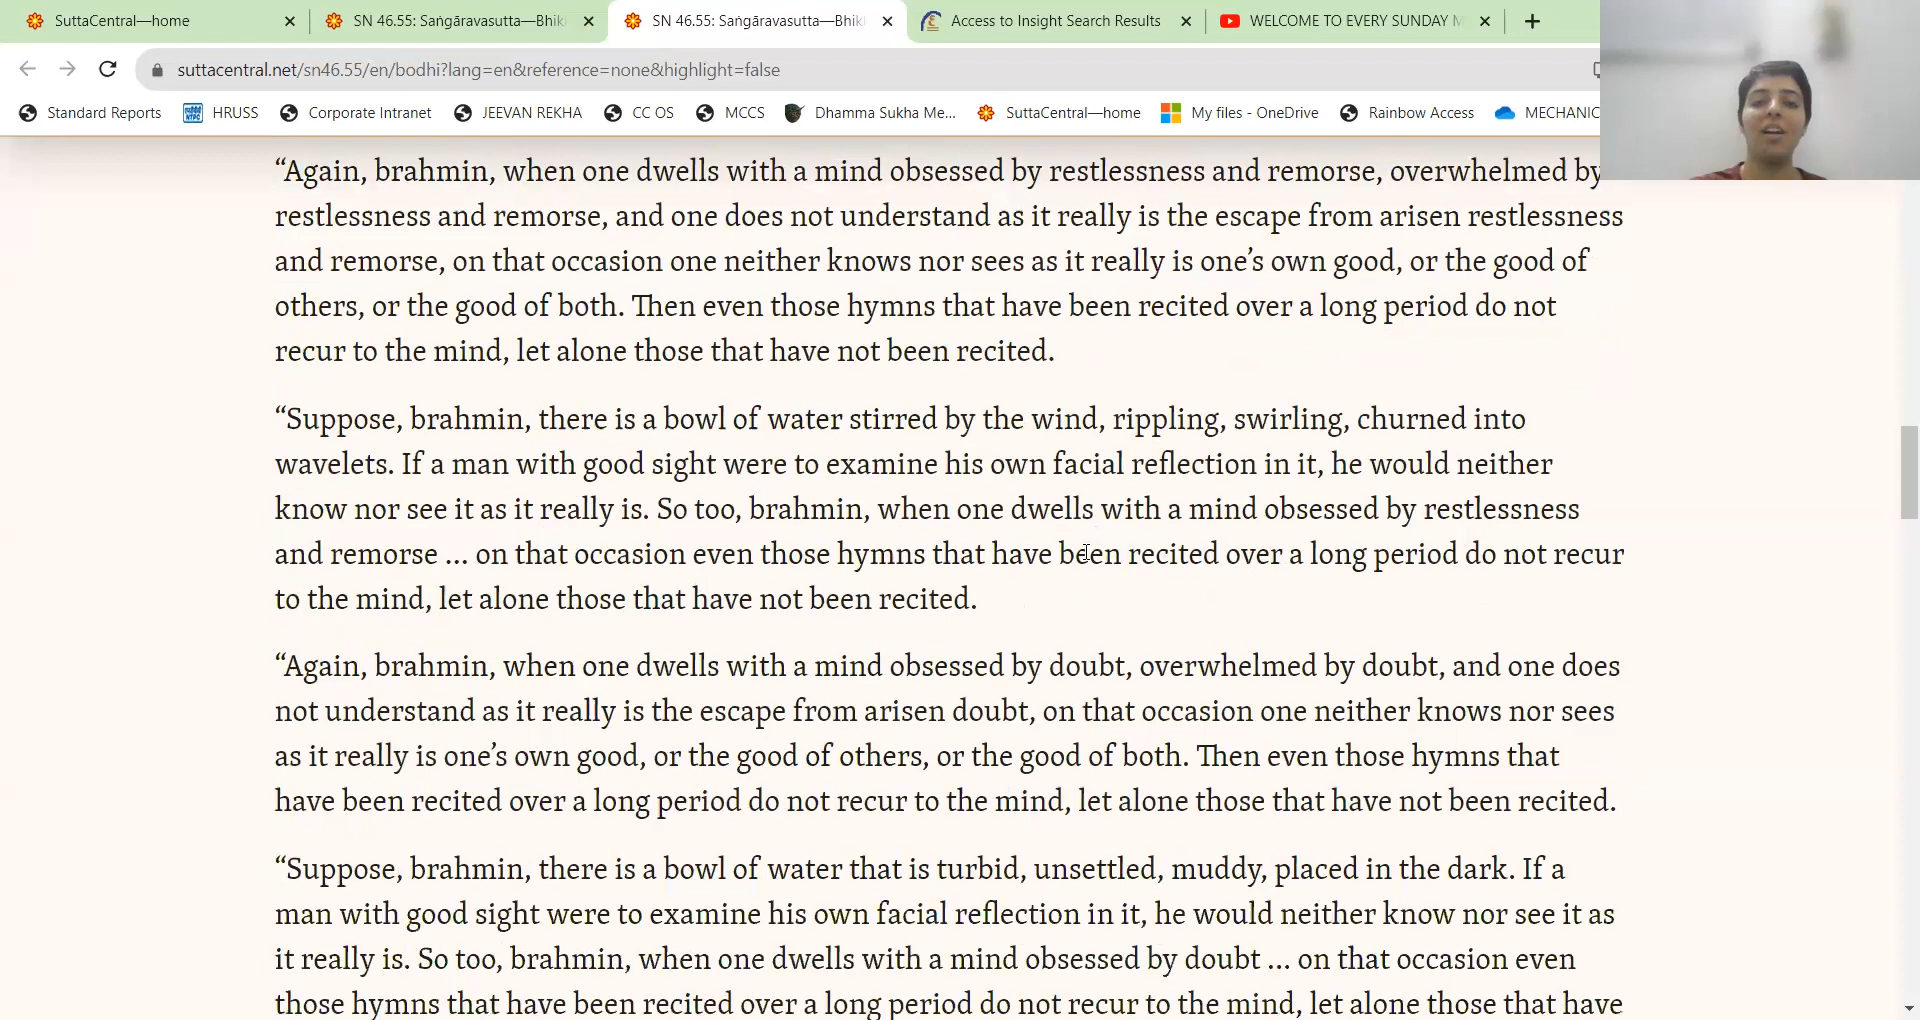 SuttaCentral—home
SN 46.55: Saṅgāravasutta—Bhik
SN 46.55: Saṅgāravasutta—Bhik
Access to Insight Search Results
WELCOME TO EVERY SUNDAY M
suttacentral.net/sn46.55/en/bodhi?lang=en&reference=none&highlight=false
Standard Reports
HRUSS
Corporate Intranet
JEEVAN REKHA
CC OS
MCCS
Dhamma Sukha Me...
SuttaCentral—home
My files - OneDrive
Rainbow Access
MECHANIC
“Again, brahmin, when one dwells with a mind obsessed by restlessness and remorse, overwhelmed by
restlessness and remorse, and one does not understand as it really is the escape from arisen restlessness
and remorse, on that occasion one neither knows nor sees as it really is one’s own good, or the good of
others, or the good of both. Then even those hymns that have been recited over a long period do not
recur to the mind, let alone those that have not been recited.
“Suppose, brahmin, there is a bowl of water stirred by the wind, rippling, swirling, churned into
wavelets. If a man with good sight were to examine his own facial reflection in it, he would neither
know nor see it as it really is. So too, brahmin, when one dwells with a mind obsessed by restlessness
and remorse … on that occasion even those hymns that have been recited over a long period do not recur
to the mind, let alone those that have not been recited.
“Again, brahmin, when one dwells with a mind obsessed by doubt, overwhelmed by doubt, and one does
not understand as it really is the escape from arisen doubt, on that occasion one neither knows nor sees
as it really is one’s own good, or the good of others, or the good of both. Then even those hymns that
have been recited over a long period do not recur to the mind, let alone those that have not been recited.
“Suppose, brahmin, there is a bowl of water that is turbid, unsettled, muddy, placed in the dark. If a
man with good sight were to examine his own facial reflection in it, he would neither know nor see it as
it really is. So too, brahmin, when one dwells with a mind obsessed by doubt … on that occasion even
those hymns that have been recited over a long period do not recur to the mind, let alone those that have